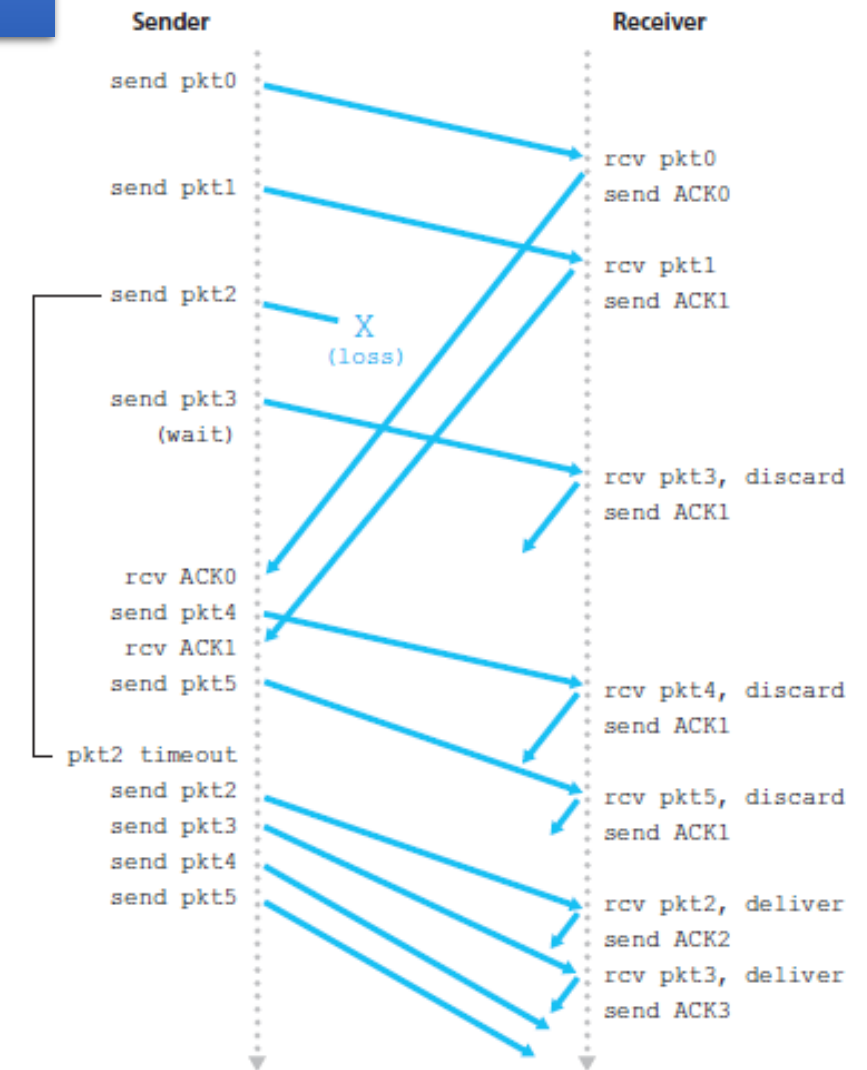 Sender
Receiver
send pkt0
rcv pkt0
send ACK0
send pkt1
rcv pkt1
send ACK1
send pkt2
X
(loss)
send pkt3
(wait)
rcv pkt3, discard
send ACK1
rcv ACK0
send pkt4
rcv ACK1
send pkt5
rcv pkt4, discard
send ACK1
pkt2 timeout
send pkt2
send pkt3
send pkt4
send pkt5
rcv pkt5, discard
send ACK1
rcv pkt2, deliver
send ACK2
rcv pkt3, deliver
send ACK3